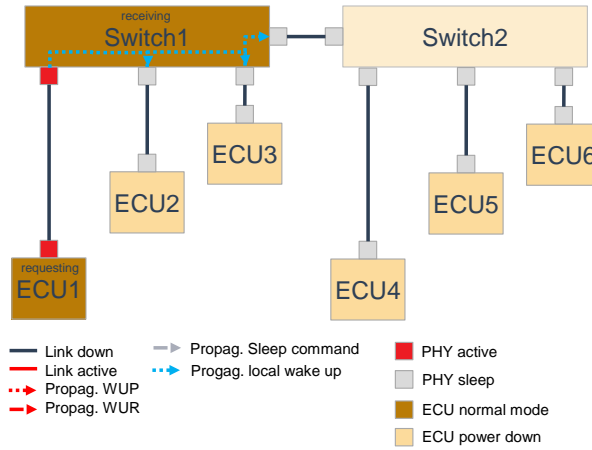 receiving
Switch1
Switch2
ECU3
ECU6
ECU2
ECU5
requesting
ECU1
ECU4
Link down
Link active
Propag. WUP
Propag. WUR
Propag. Sleep command
Progag. local wake up
PHY active
PHY sleep
ECU normal mode
ECU power down